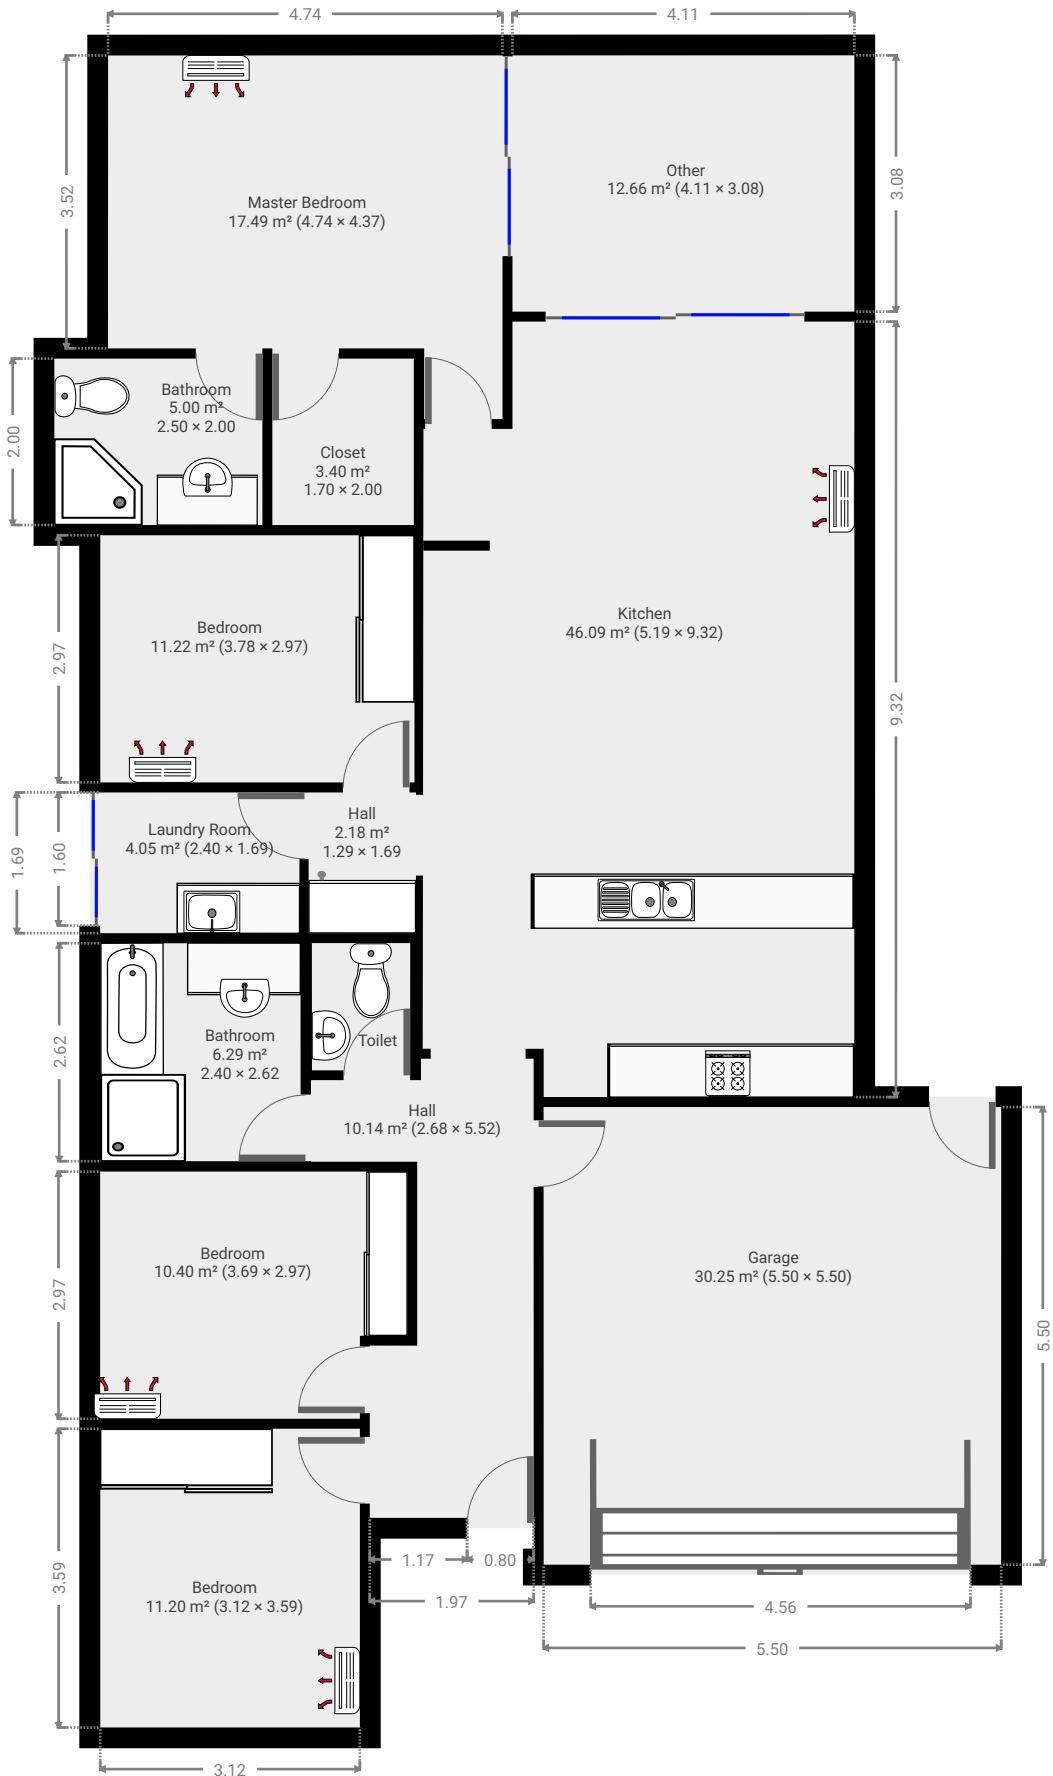 4.74
4.11
3.52
3.08
Other
12.66 m² (4.11 × 3.08)
Master Bedroom
17.49 m² (4.74 × 4.37)
Bathroom
5.00 m²
2.50 × 2.00
2.00
Closet
3.40 m²
1.70 × 2.00
Bedroom
11.22 m² (3.78 × 2.97)
2.97
Kitchen
46.09 m² (5.19 × 9.32)
9.32
Hall
2.18 m²
1.29 × 1.69
Laundry Room
4.05 m² (2.40 × 1.69)
1.69
1.60
Bathroom
6.29 m²
2.40 × 2.62
2.62
Toilet
Hall
10.14 m² (2.68 × 5.52)
Bedroom
10.40 m² (3.69 × 2.97)
2.97
Garage
30.25 m² (5.50 × 5.50)
5.50
1.17
0.80
1.97
4.56
5.50
Bedroom
11.20 m² (3.12 × 3.59)
3.59
3.12